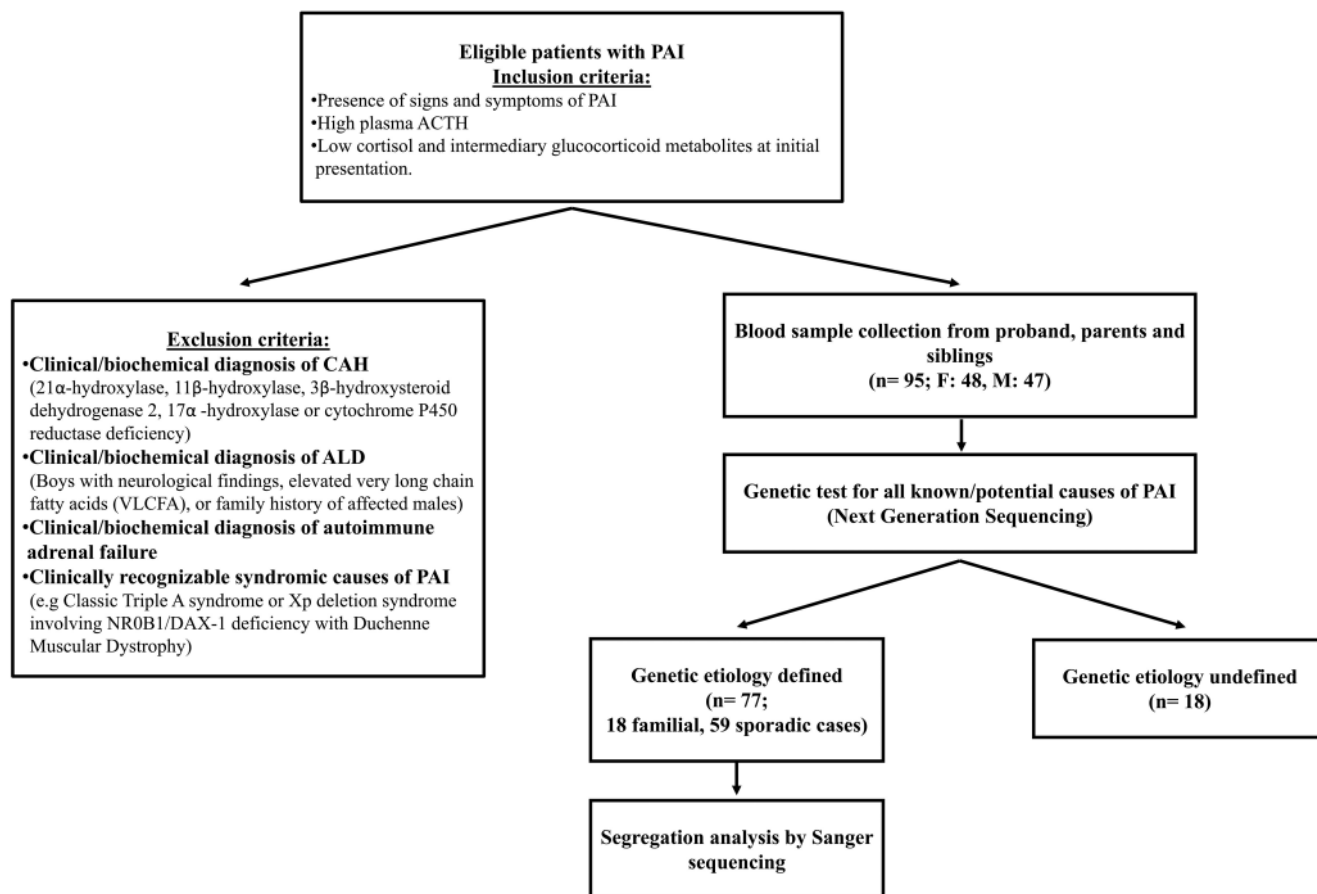 Eligible patients with PAI
Inclusion criteria:
•Presence of signs and symptoms of PAI
•High plasma ACTH
•Low cortisol and intermediary glucocorticoid metabolites at initial
presentation.
Exclusion criteria:
•Clinical/biochemical diagnosis of CAH
(21α-hydroxylase, 11β-hydroxylase, 3β-hydroxysteroid
dehydrogenase 2, 17α -hydroxylase or cytochrome P450
reductase deficiency)
•Clinical/biochemical diagnosis of ALD
(Boys with neurological findings, elevated very long chain
fatty acids (VLCFA), or family history of affected males)
•Clinical/biochemical diagnosis of autoimmune
adrenal failure
•Clinically recognizable syndromic causes of PAI
(e.g Classic Triple A syndrome or Xp deletion syndrome
involving NR0B1/DAX-1 deficiency with Duchenne
Muscular Dystrophy)
Blood sample collection from proband, parents and
siblings
(n= 95; F: 48, M: 47)
Genetic test for all known/potential causes of PAI
(Next Generation Sequencing)
Genetic etiology defined
(n= 77;
18 familial, 59 sporadic cases)
Genetic etiology undefined
(n= 18)
Segregation analysis by Sanger
sequencing